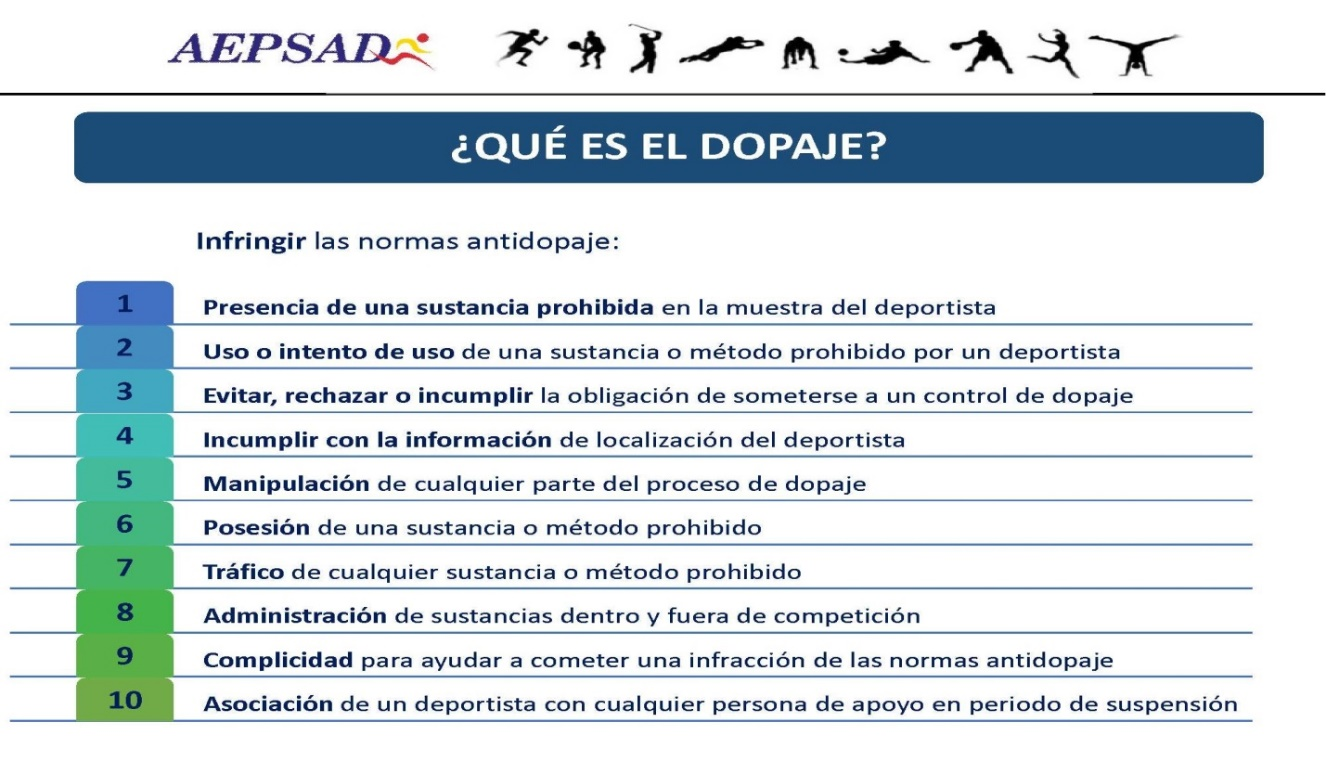 AEPSAD
¿QUÉ ES EL DOPAJE?
Infringir las normas antidopaje:
1 Presencia de una sustancia prohibida en la muestra del deportista
2 Uso o intento de uso de una sustancia o método prohibido por un deportista
3 Evitar, rechazar o incumplir la obligación de someterse a un control de dopaje
4 Incumplir con la información de localización del deportista
5 Manipulación de cualquier parte del proceso de dopaje
6 Posesión de una sustancia o método prohibido
7 Tráfico de cualquier sustancia o método prohibido
8 Administración de sustancias dentro y fuera de competición
9 Complicidad para ayudar a cometer una infracción de las normas antidopaje
10 Asociación de un deportista con cualquier persona de apoyo en periodo de suspensión